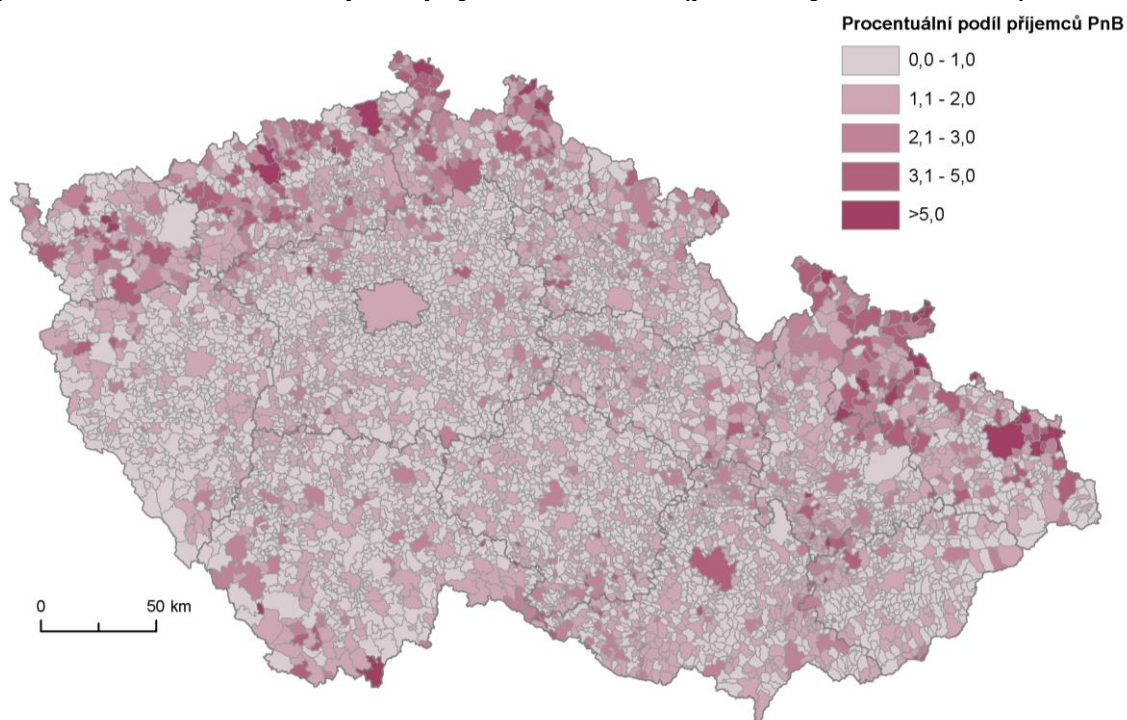 Procentuální podíl příjemců PnB
0,0 - 1,0
1,1 - 2,0
2,1 - 3,0
3,1 - 5,0
>5,0
0 50 km